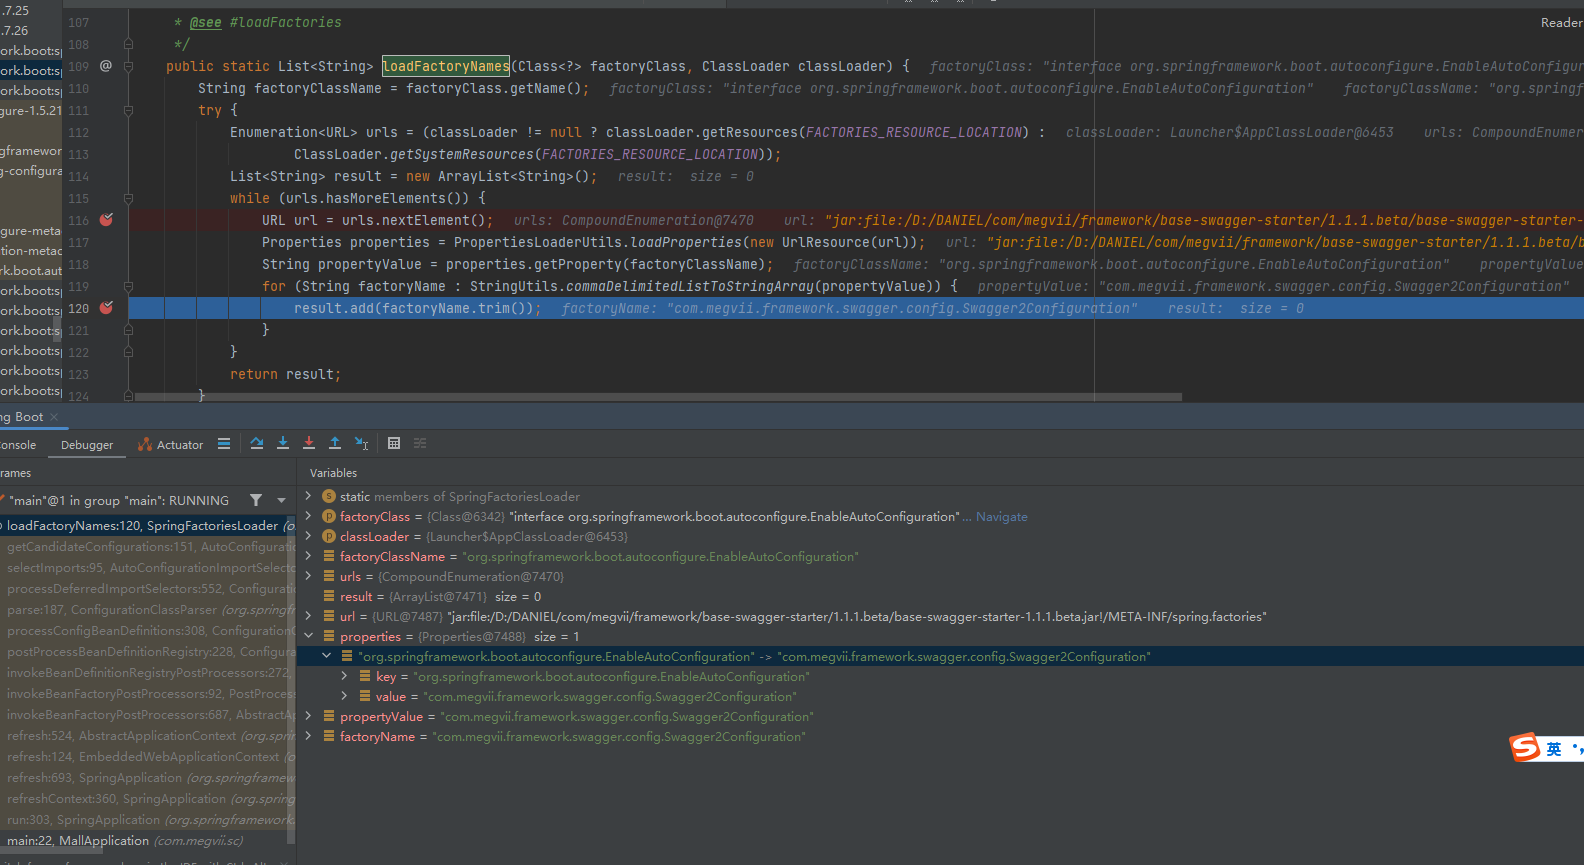 .7.25
.7.26
ork.boot:sp
ork.boot:sp
ork.boot:sp
gure-1.5.21
gframework
g-configura
gure-meta
tion-metac
rk.boot.aut
ork.boot:sp
ork.boot:sp
ork.boot:sp
ork.boot:sp
ork.boot:sp
ork.boot:sp
Reader
107 * @see #loadFactories
108 */
109 @ public static List<String> loadFactoryNames(Class<?> factoryClass, ClassLoader classLoader) { factoryClass: "interface org.springframework.boot.autoconfigure.EnableAutoConfigur
110 String factoryClassName = factoryClass.getName(); factoryClass: "interface org.springframework.boot.autoconfigure.EnableAutoConfiguration" factoryClassName: "org.springf
111 try {
112 Enumeration<URL> urls = (classLoader != null ? classLoader.getResources(FACTORIES_RESOURCE_LOCATION) : classLoader: Launcher$AppClassLoader@6453 urls: CompoundEnumer
113 ClassLoader.getSystemResources(FACTORIES_RESOURCE_LOCATION));
114 List<String> result = new ArrayList<String>(); result: size = 0
115 while (urls.hasMoreElements()) {
116 URL url = urls.nextElement(); urls: CompoundEnumeration@7470 url: "jar:file:/D:/DANIEL/com/megvii/framework/base-swagger-starter/1.1.1.beta/base-swagger-starter-
117 Properties properties = PropertiesLoaderUtils.loadProperties(new UrlResource(url)); url: "jar:file:/D:/DANIEL/com/megvii/framework/base-swagger-starter/1.1.1.beta/b
118 String propertyValue = properties.getProperty(factoryClassName); factoryClassName: "org.springframework.boot.autoconfigure.EnableAutoConfiguration" propertyValue
119 for (String factoryName : StringUtils.commaDelimitedListToStringArray(propertyValue)) { propertyValue: "com.megvii.framework.swagger.config.Swagger2Configuration"
120 result.add(factoryName.trim()); factoryName: "com.megvii.framework.swagger.config.Swagger2Configuration" result: size = 0
121 }
122 }
123 return result;
124 }
ng Boot
onsole Debugger Actuator
rames
"main"@1 in group "main": RUNNING
loadFactoryNames:120, SpringFactoriesLoader (o
getCandidateConfigurations:151, AutoConfiguratio
selectImports:95, AutoConfigurationImportSelecto
processDeferredImportSelectors:552, Configuration
parse:187, ConfigurationClassParser (org.springfr
processConfigBeanDefinitions:308, ConfigurationC
postProcessBeanDefinitionRegistry:228, Configura
invokeBeanDefinitionRegistryPostProcessors:272,
invokeBeanFactoryPostProcessors:92, PostProcess
invokeBeanFactoryPostProcessors:687, AbstractAp
refresh:524, AbstractApplicationContext (org.sprin
refresh:124, EmbeddedWebApplicationContext (o
refresh:693, SpringApplication (org.springframew
refreshContext:360, SpringApplication (org.spring
run:303, SpringApplication (org.springframework.
main:22, MallApplication (com.megvii.sc)
Variables
static members of SpringFactoriesLoader
factoryClass = {Class@6342} "interface org.springframework.boot.autoconfigure.EnableAutoConfiguration"... Navigate
classLoader = {Launcher$AppClassLoader@6453}
factoryClassName = "org.springframework.boot.autoconfigure.EnableAutoConfiguration"
urls = {CompoundEnumeration@7470}
result = {ArrayList@7471} size = 0
url = {URL@7487} "jar:file:/D:/DANIEL/com/megvii/framework/base-swagger-starter/1.1.1.beta/base-swagger-starter-1.1.1.beta.jar!/META-INF/spring.factories"
properties = {Properties@7488} size = 1
"org.springframework.boot.autoconfigure.EnableAutoConfiguration" -> "com.megvii.framework.swagger.config.Swagger2Configuration"
key = "org.springframework.boot.autoconfigure.EnableAutoConfiguration"
value = "com.megvii.framework.swagger.config.Swagger2Configuration"
propertyValue = "com.megvii.framework.swagger.config.Swagger2Configuration"
factoryName = "com.megvii.framework.swagger.config.Swagger2Configuration"
S 英